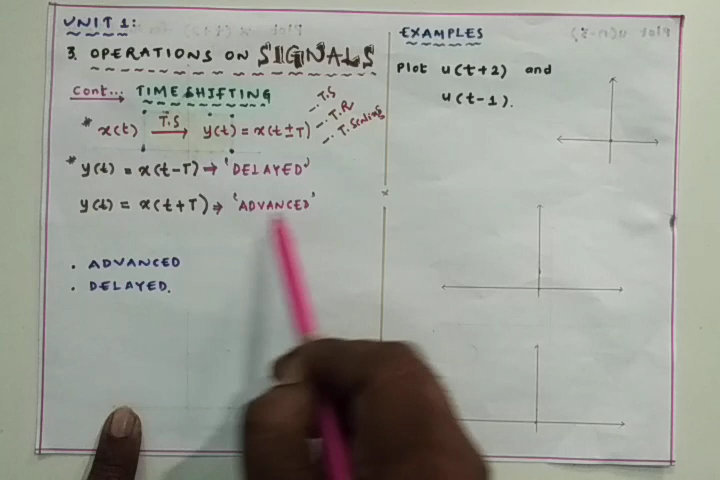 UNIT 1:
3. OPERATIONS ON SIGNALS
Cont... TIME SHIFTING
* x(t) T.S → y(t) = x(t±T)
-- T.S
-- T.R
-- T. Scaling
* y(t) = x(t-T) ⇒ 'DELAYED'
y(t) = x(t+T) ⇒ 'ADVANCED'
. ADVANCED
. DELAYED.
EXAMPLES
Plot u(t+2) and
u(t-1).
x